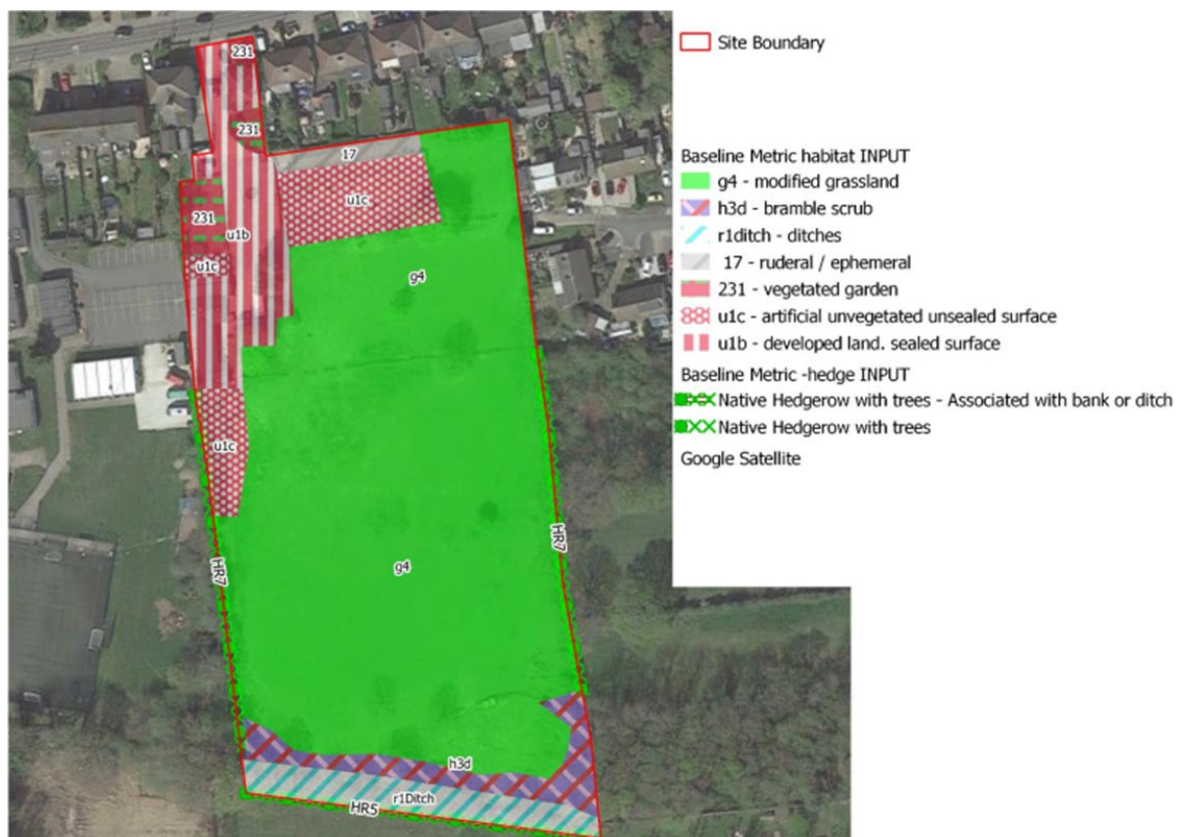 Site Boundary
Baseline Metric habitat INPUT
g4 - modified grassland
h3d - bramble scrub
r1ditch - ditches
17 - ruderal / ephemeral
231 - vegetated garden
u1c - artificial unvegetated unsealed surface
u1b - developed land. sealed surface
Baseline Metric -hedge INPUT
Native Hedgerow with trees - Associated with bank or ditch
Native Hedgerow with trees
Google Satellite
231
231
17
u1c
231
u1b
u1c
g4
u1c
HR7
HR7
g4
h3d
r1Ditch
HR5